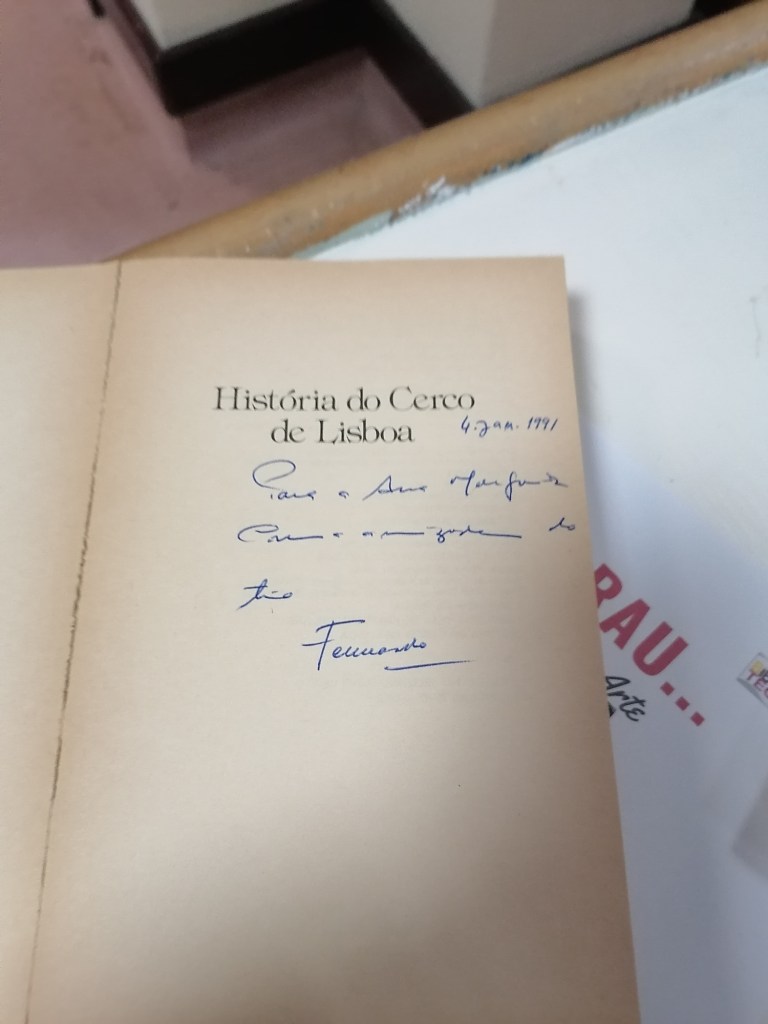 História do Cerco
de Lisboa
4. Jan. 1991
Para a Ana Margarida
Com a amizade do
tio
Fernando
RAU...
Arte